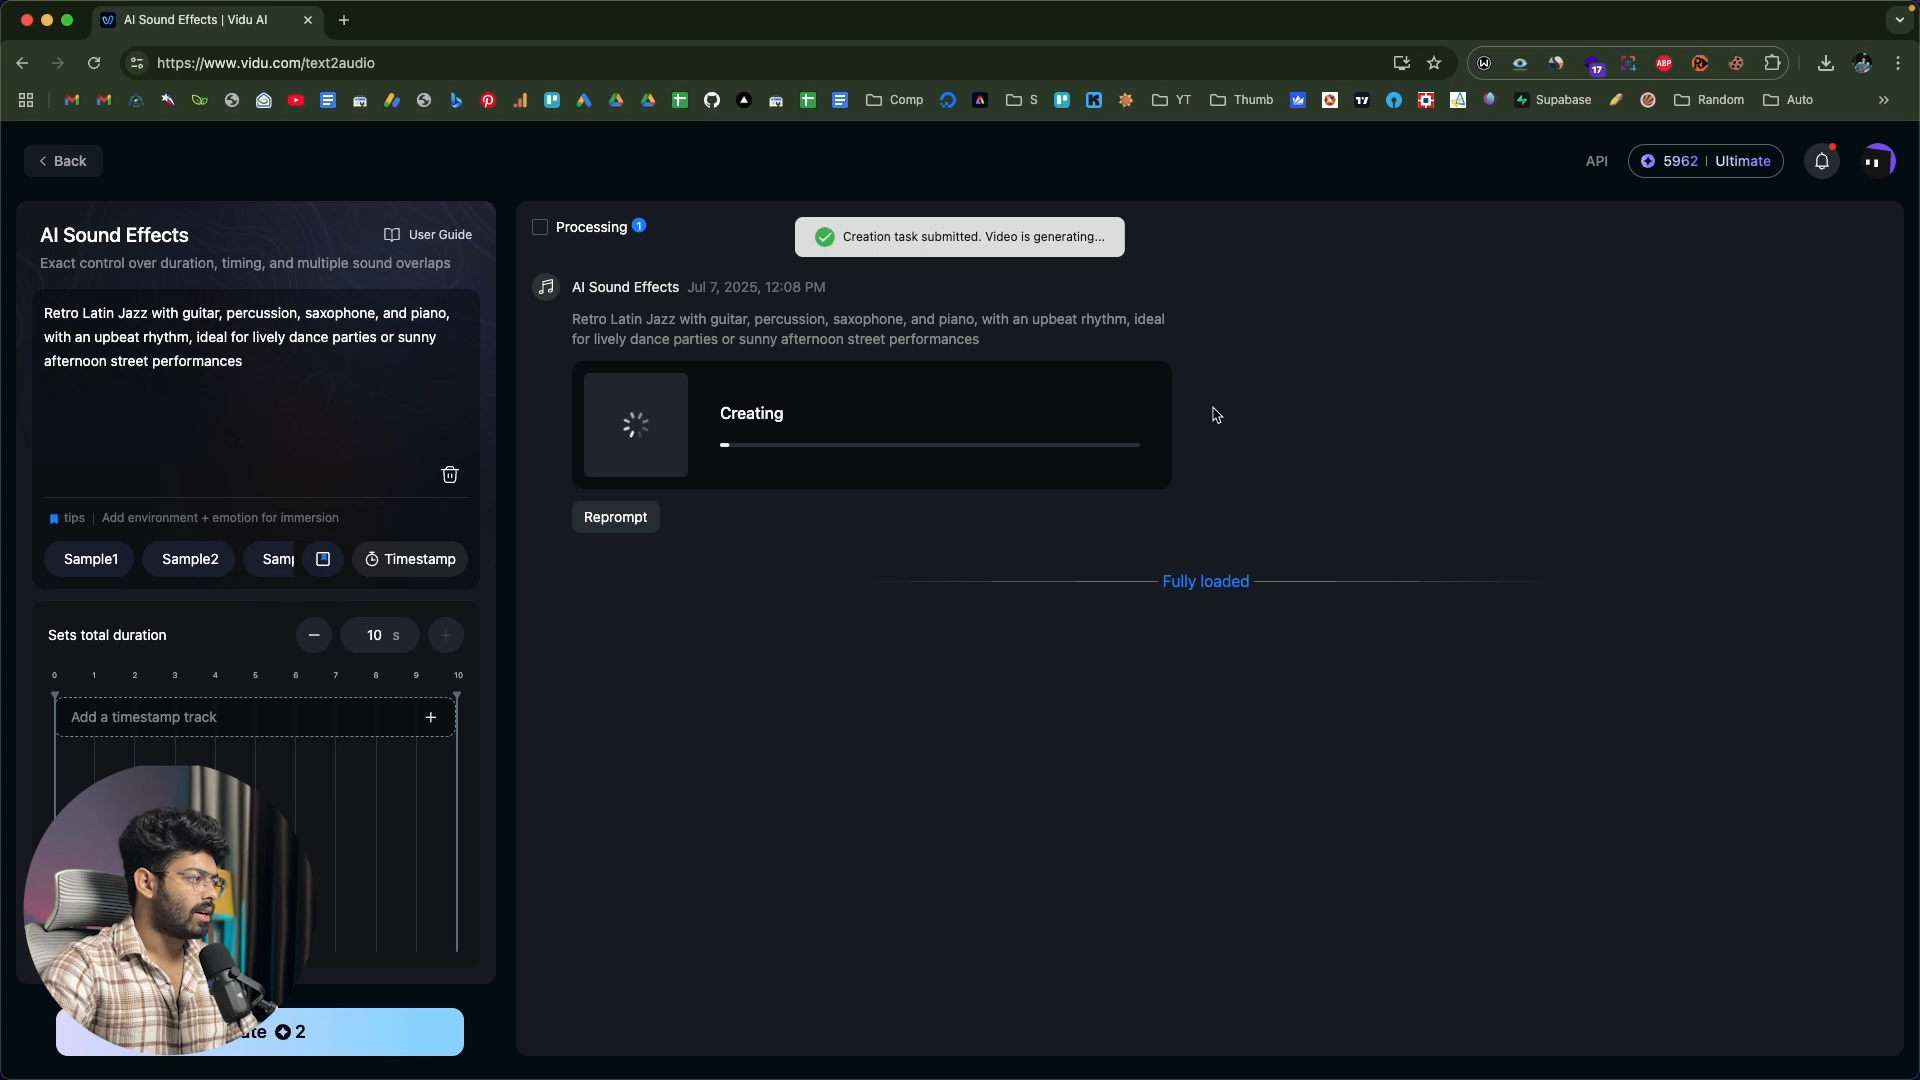 AI Sound Effects | Vidu AI
https://www.vidu.com/text2audio
17
ABP
Comp
S
YT
Thumb
17
Supabase
Random
Auto
Back
API
5962 | Ultimate
AI Sound Effects
User Guide
Exact control over duration, timing, and multiple sound overlaps
Retro Latin Jazz with guitar, percussion, saxophone, and piano,
with an upbeat rhythm, ideal for lively dance parties or sunny
afternoon street performances
tips | Add environment + emotion for immersion
Sample1
Sample2
Samp
Timestamp
Sets total duration
10 s
0 1 2 3 4 5 6 7 8 9 10
Add a timestamp track
2
Processing 1
Creation task submitted. Video is generating...
AI Sound Effects Jul 7, 2025, 12:08 PM
Retro Latin Jazz with guitar, percussion, saxophone, and piano, with an upbeat rhythm, ideal
for lively dance parties or sunny afternoon street performances
Creating
Reprompt
Fully loaded